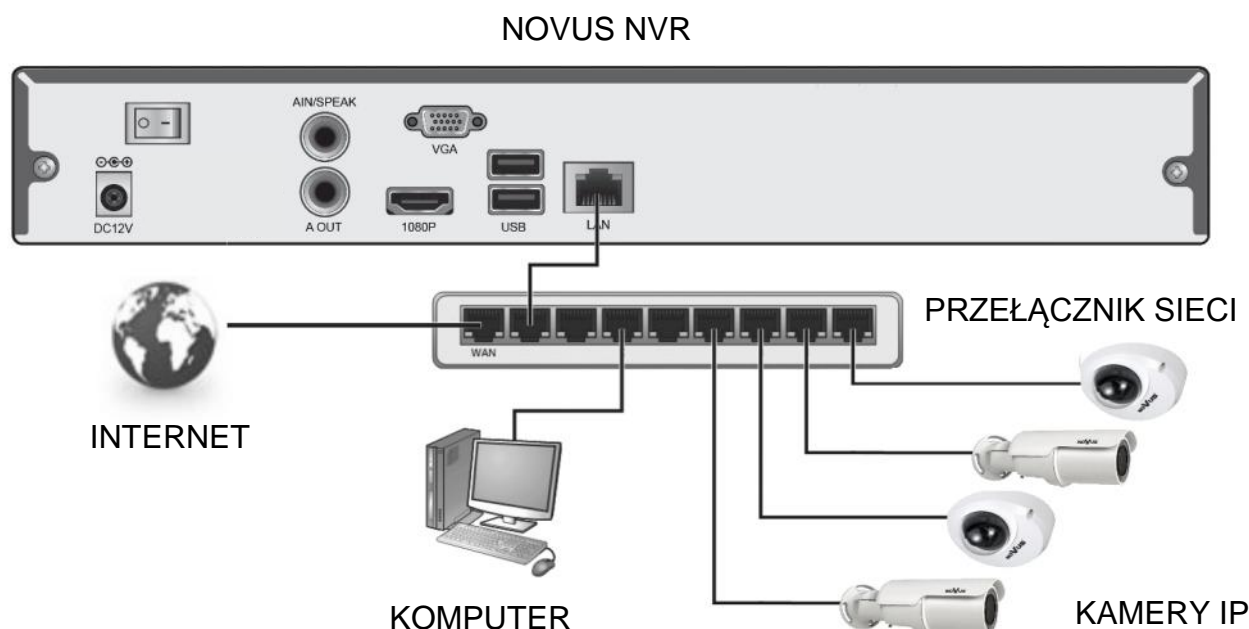 NOVUS NVR
AIN/SPEAK
VGA
DC12V
A OUT
1080P
USB
LAN
PRZEŁĄCZNIK SIECI
WAN
INTERNET
KOMPUTER
KAMERY IP